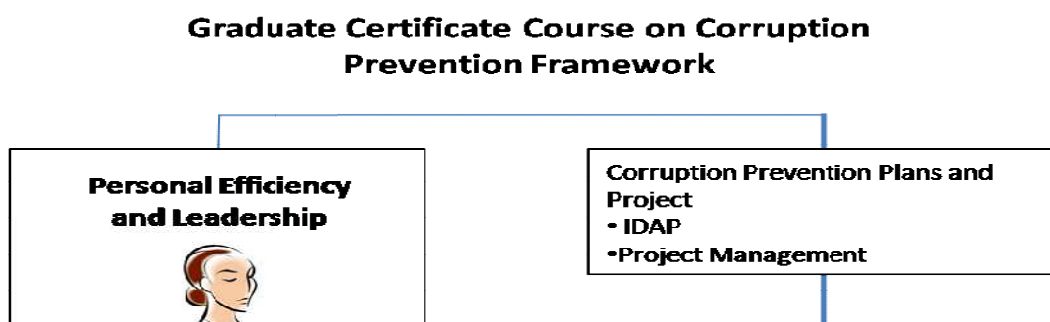 Graduate Certificate Course on Corruption
Prevention Framework
Personal Efficiency
and Leadership
Corruption Prevention Plans and
Project
• IDAP
•Project Management